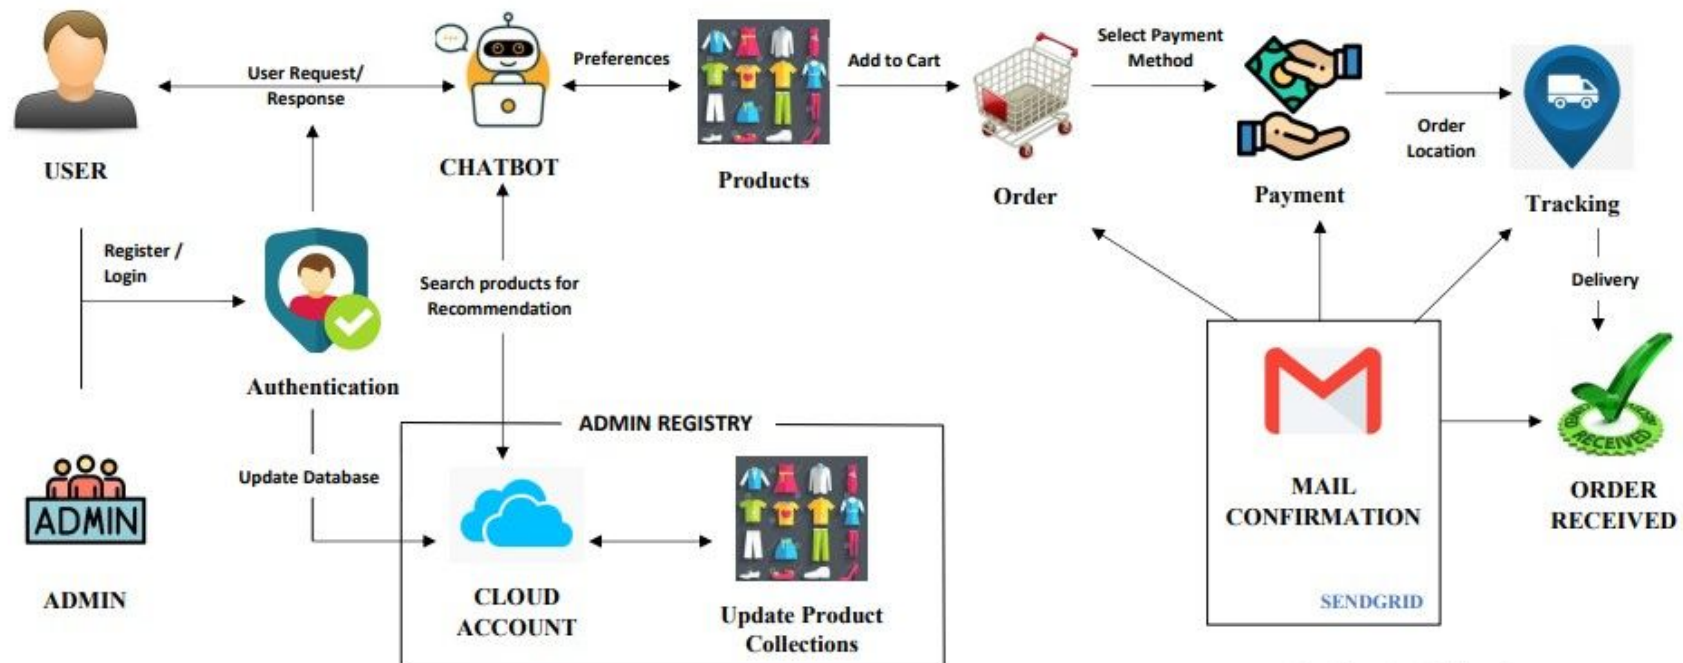 USER
User Request/
Response
CHATBOT
Preferences
Products
Add to Cart
Order
Select Payment
Method
Payment
Order
Location
Tracking
Register /
Login
Authentication
Search products for
Recommendation
Delivery
Update Database
ADMIN REGISTRY
ADMIN
ADMIN
CLOUD
ACCOUNT
Update Product
Collections
MAIL
CONFIRMATION
SENDGRID
RECEIVED
ORDER
RECEIVED